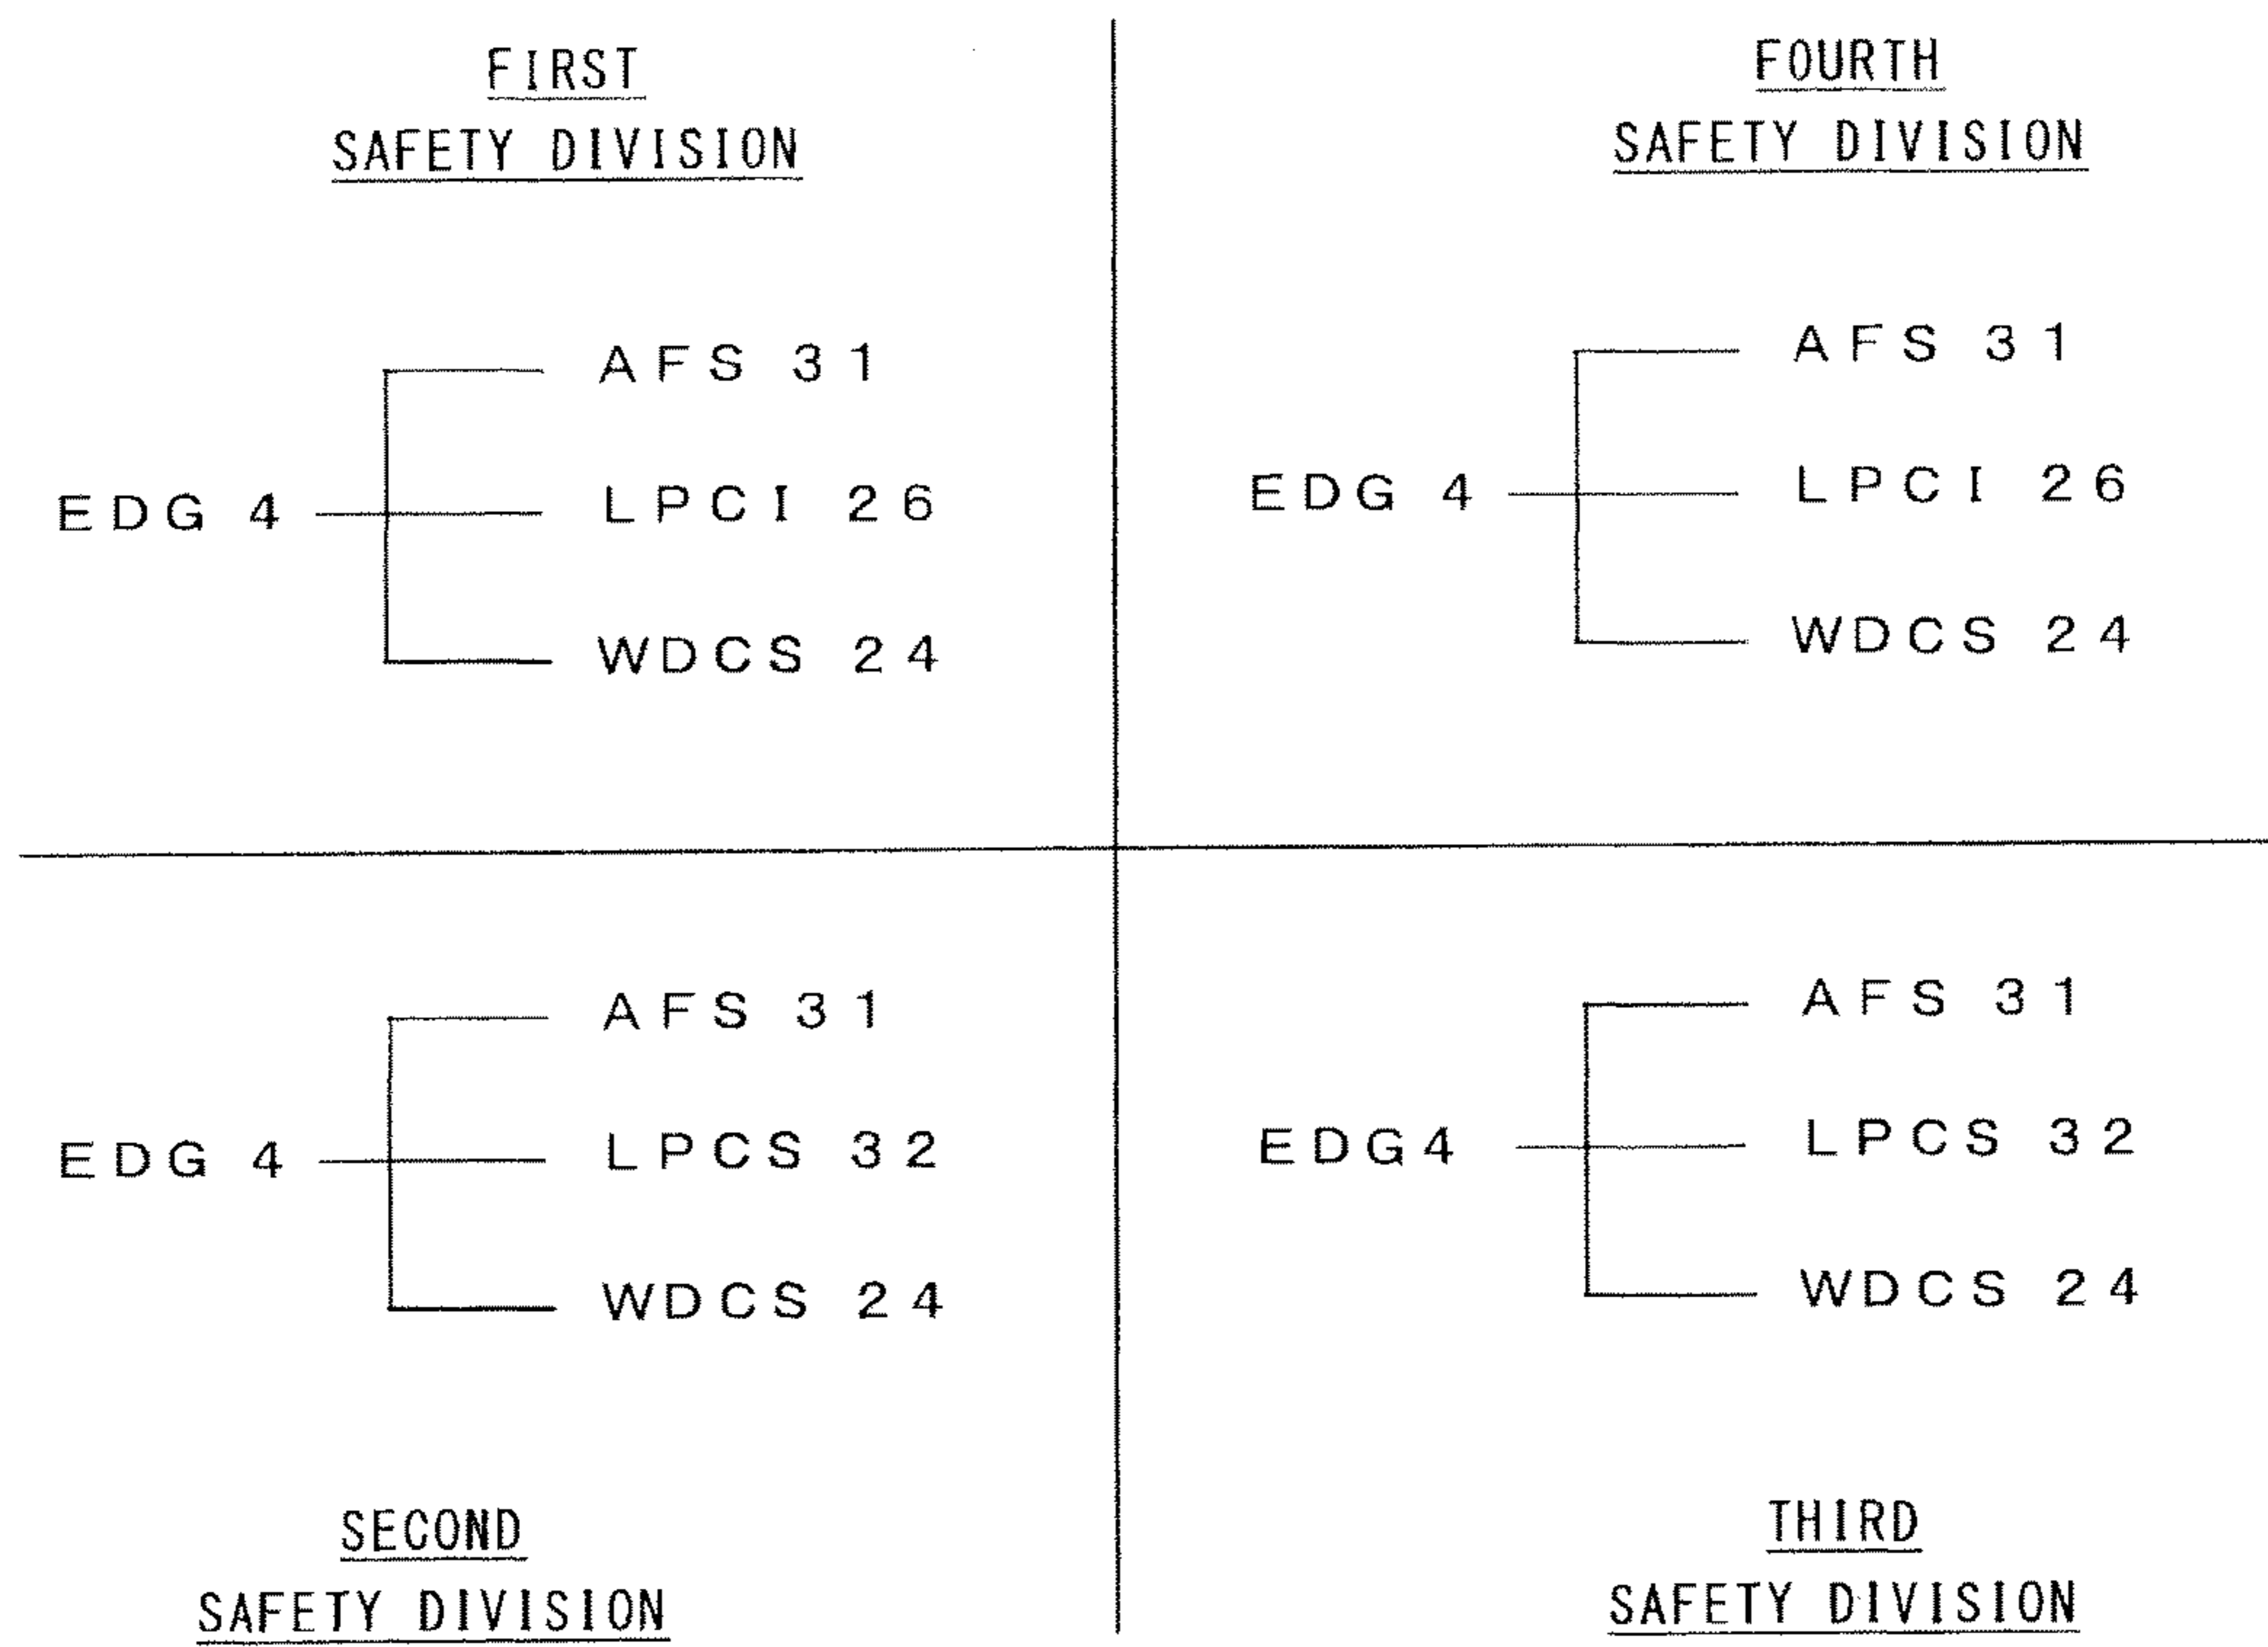 FIRST
SAFETY DIVISION
AFS 31
EDG 4
LPCI 26
WDCS 24
FOURTH
SAFETY DIVISION
AFS 31
EDG 4
LPCI 26
WDCS 24
AFS 31
EDG 4
LPCS 32
WDCS 24
SECOND
SAFETY DIVISION
AFS 31
EDG4
LPCS 32
WDCS 24
THIRD
SAFETY DIVISION